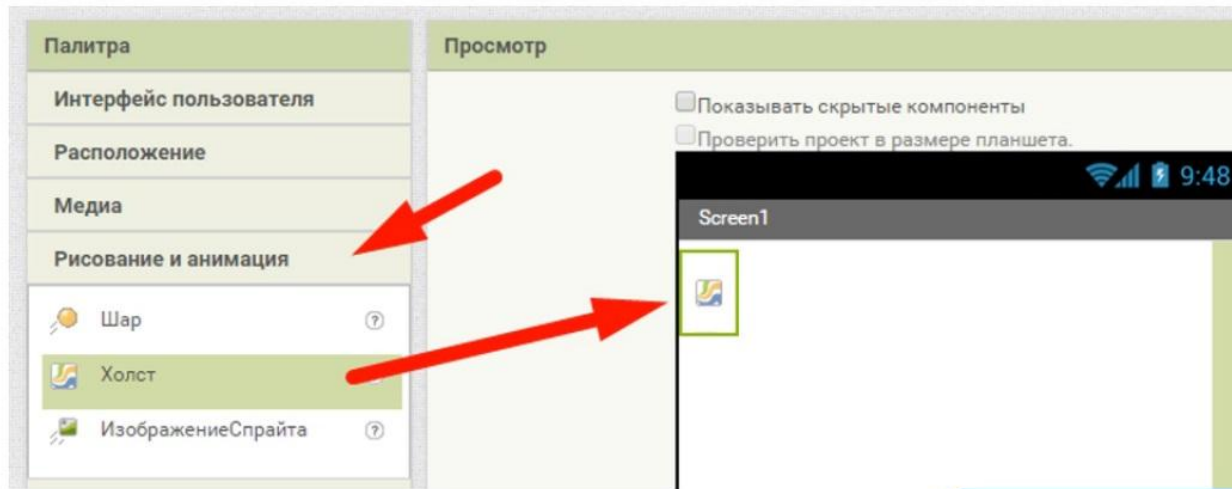 Палитра
Интерфейс пользователя
Расположение
Медиа
Рисование и анимация
Шар
?
Холст
ИзображениеСпрайта
?
Просмотр
Показывать скрытые компоненты
Проверить проект в размере планшета.
9:48
Screen1